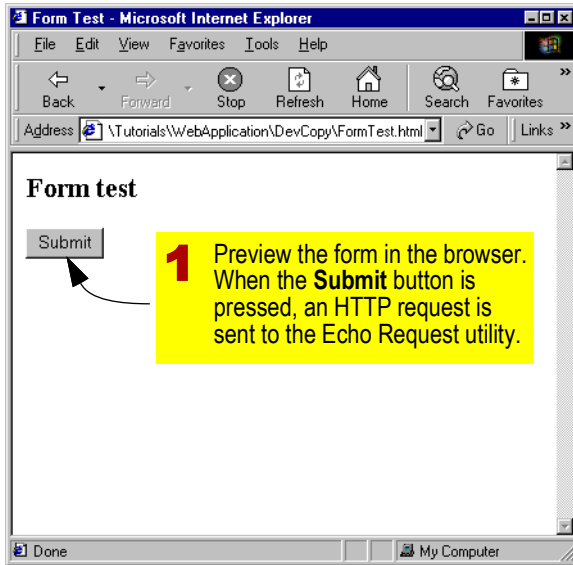 Form Test - Microsoft Internet Explorer
File Edit View Favorites Tools Help
Back Forward Stop Refresh Home Search Favorites »
Address \Tutorials\WebApplication\DevCopy\FormTest.html Go Links »
Form test
Submit
1 Preview the form in the browser.
When the Submit button is
pressed, an HTTP request is
sent to the Echo Request utility.
Done My Computer